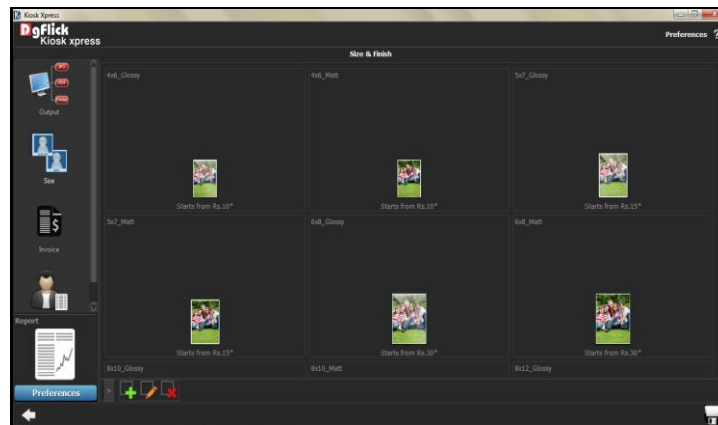 Kiosk Xpress
DgFlick
Kiosk xpress
Preferences ?
Size & Finish
JPG
PDF
Output
Size
Invoice
Report
Preferences
4x6_Glossy
4x6_Matt
5x7_Glossy
Starts from Rs.10*
Starts from Rs.10*
Starts from Rs.15*
5x7_Matt
6x8_Glossy
6x8_Matt
Starts from Rs.15*
Starts from Rs.30*
Starts from Rs.30*
8x10_Glossy
8x10_Matt
8x12_Glossy